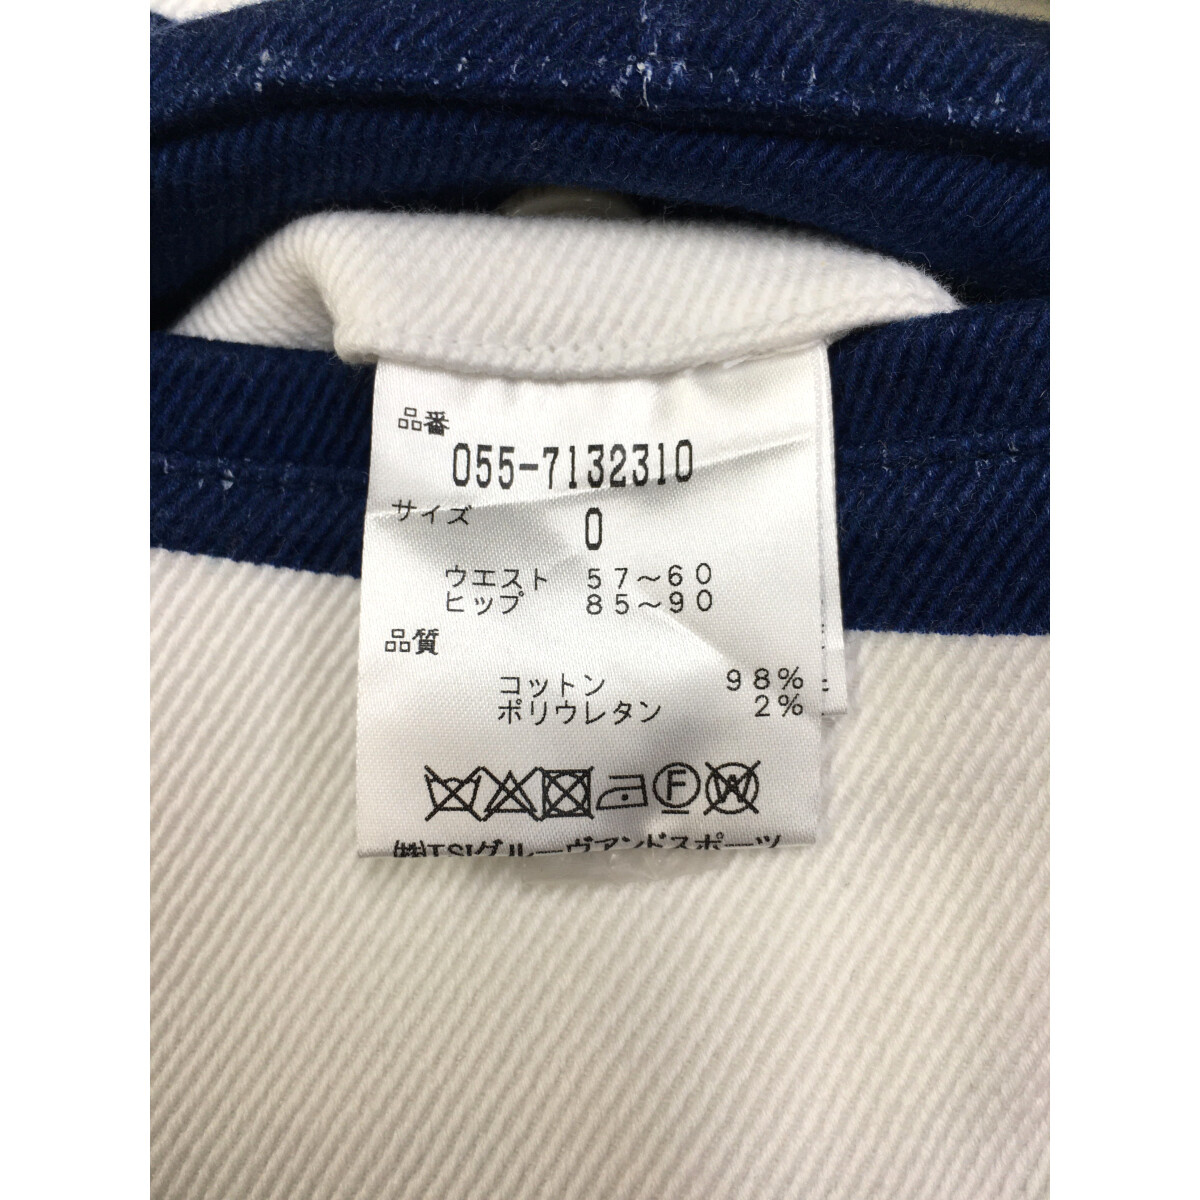 品番
055-7132310
サイズ 0
ウエスト 57～60
ヒップ 85～90
品質
コットン 98%
ポリウレタン 2%
F W
㈱TSIグルーヴアンドスポーツ